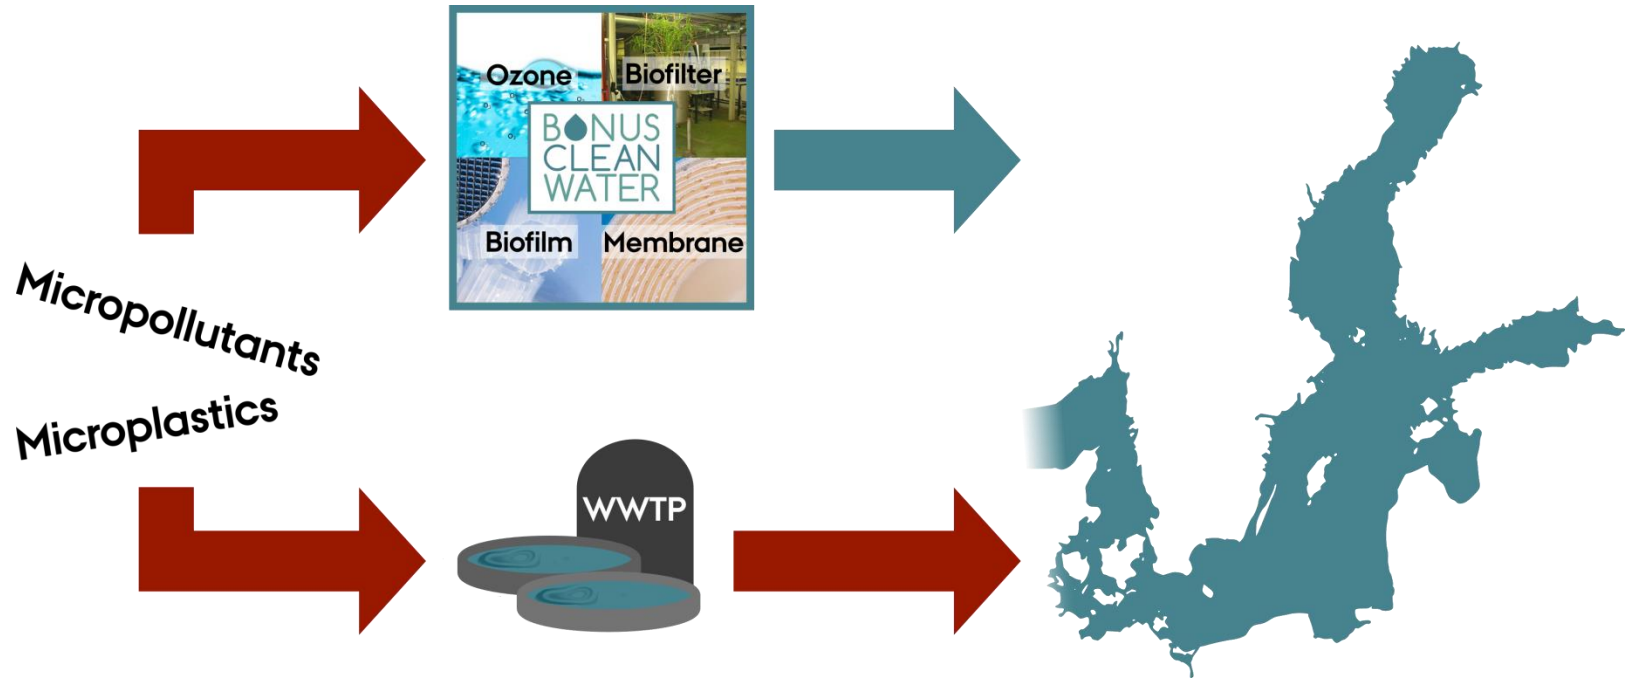 Ozone
Biofilter
BONUS
CLEAN
WATER
Biofilm
Membrane
Micropollutants
Microplastics
WWTP